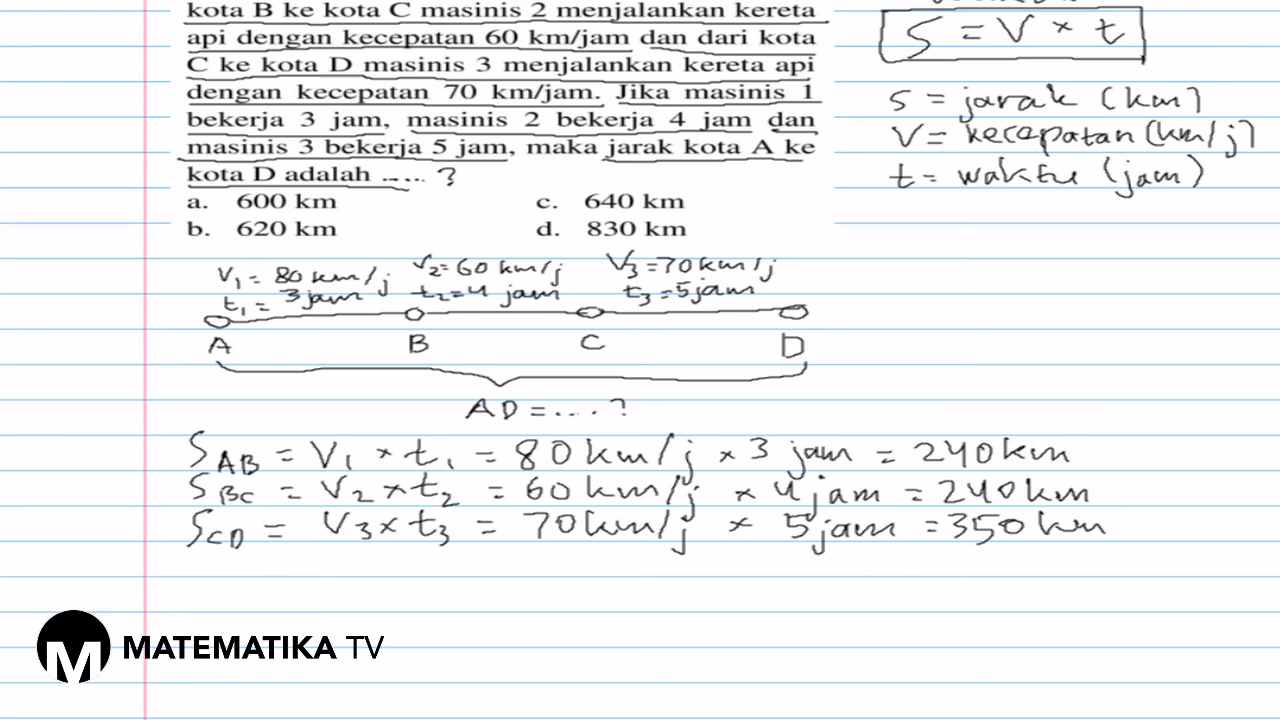 kota B ke kota C masinis 2 menjalankan kereta
api dengan kecepatan 60 km/jam dan dari kota
C ke kota D masinis 3 menjalankan kereta api
dengan kecepatan 70 km/jam. Jika masinis 1
bekerja 3 jam, masinis 2 bekerja 4 jam dan
masinis 3 bekerja 5 jam, maka jarak kota A ke
kota D adalah ..... ?
a. 600 km c. 640 km
b. 620 km d. 830 km
S = V × t
S = jarak (km)
V = kecepatan (km/j)
t = waktu (jam)
V₁ = 80 km/j V₂ = 60 km/j V₃ = 70 km/j
t₁ = 3 jam t₂ = 4 jam t₃ = 5 jam
A B C D
AD = .... ?
S_AB = V₁ × t₁ = 80 km/j × 3 jam = 240 km
S_BC = V₂ × t₂ = 60 km/j × 4 jam = 240 km
S_CD = V₃ × t₃ = 70 km/j × 5 jam = 350 km
M MATEMATIKA TV